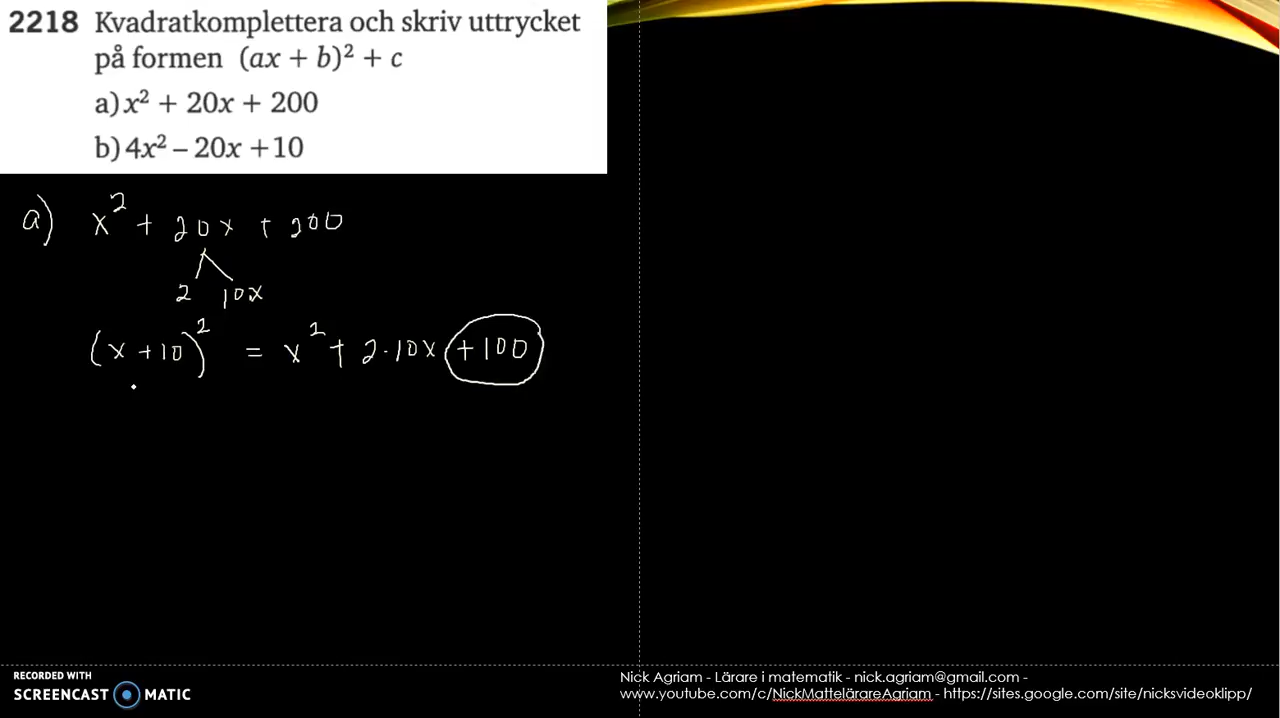 2218 Kvadratkomplettera och skriv uttrycket
på formen (ax + b)² + c
a) x² + 20x + 200
b) 4x² – 20x + 10
a) x² + 20x + 200
2 10x
(x + 10)² = x² + 2·10x + 100
RECORDED WITH
SCREENCAST MATIC
Nick Agriam - Lärare i matematik - nick.agriam@gmail.com -
www.youtube.com/c/NickMattelärareAgriam - https://sites.google.com/site/nicksvideoklipp/